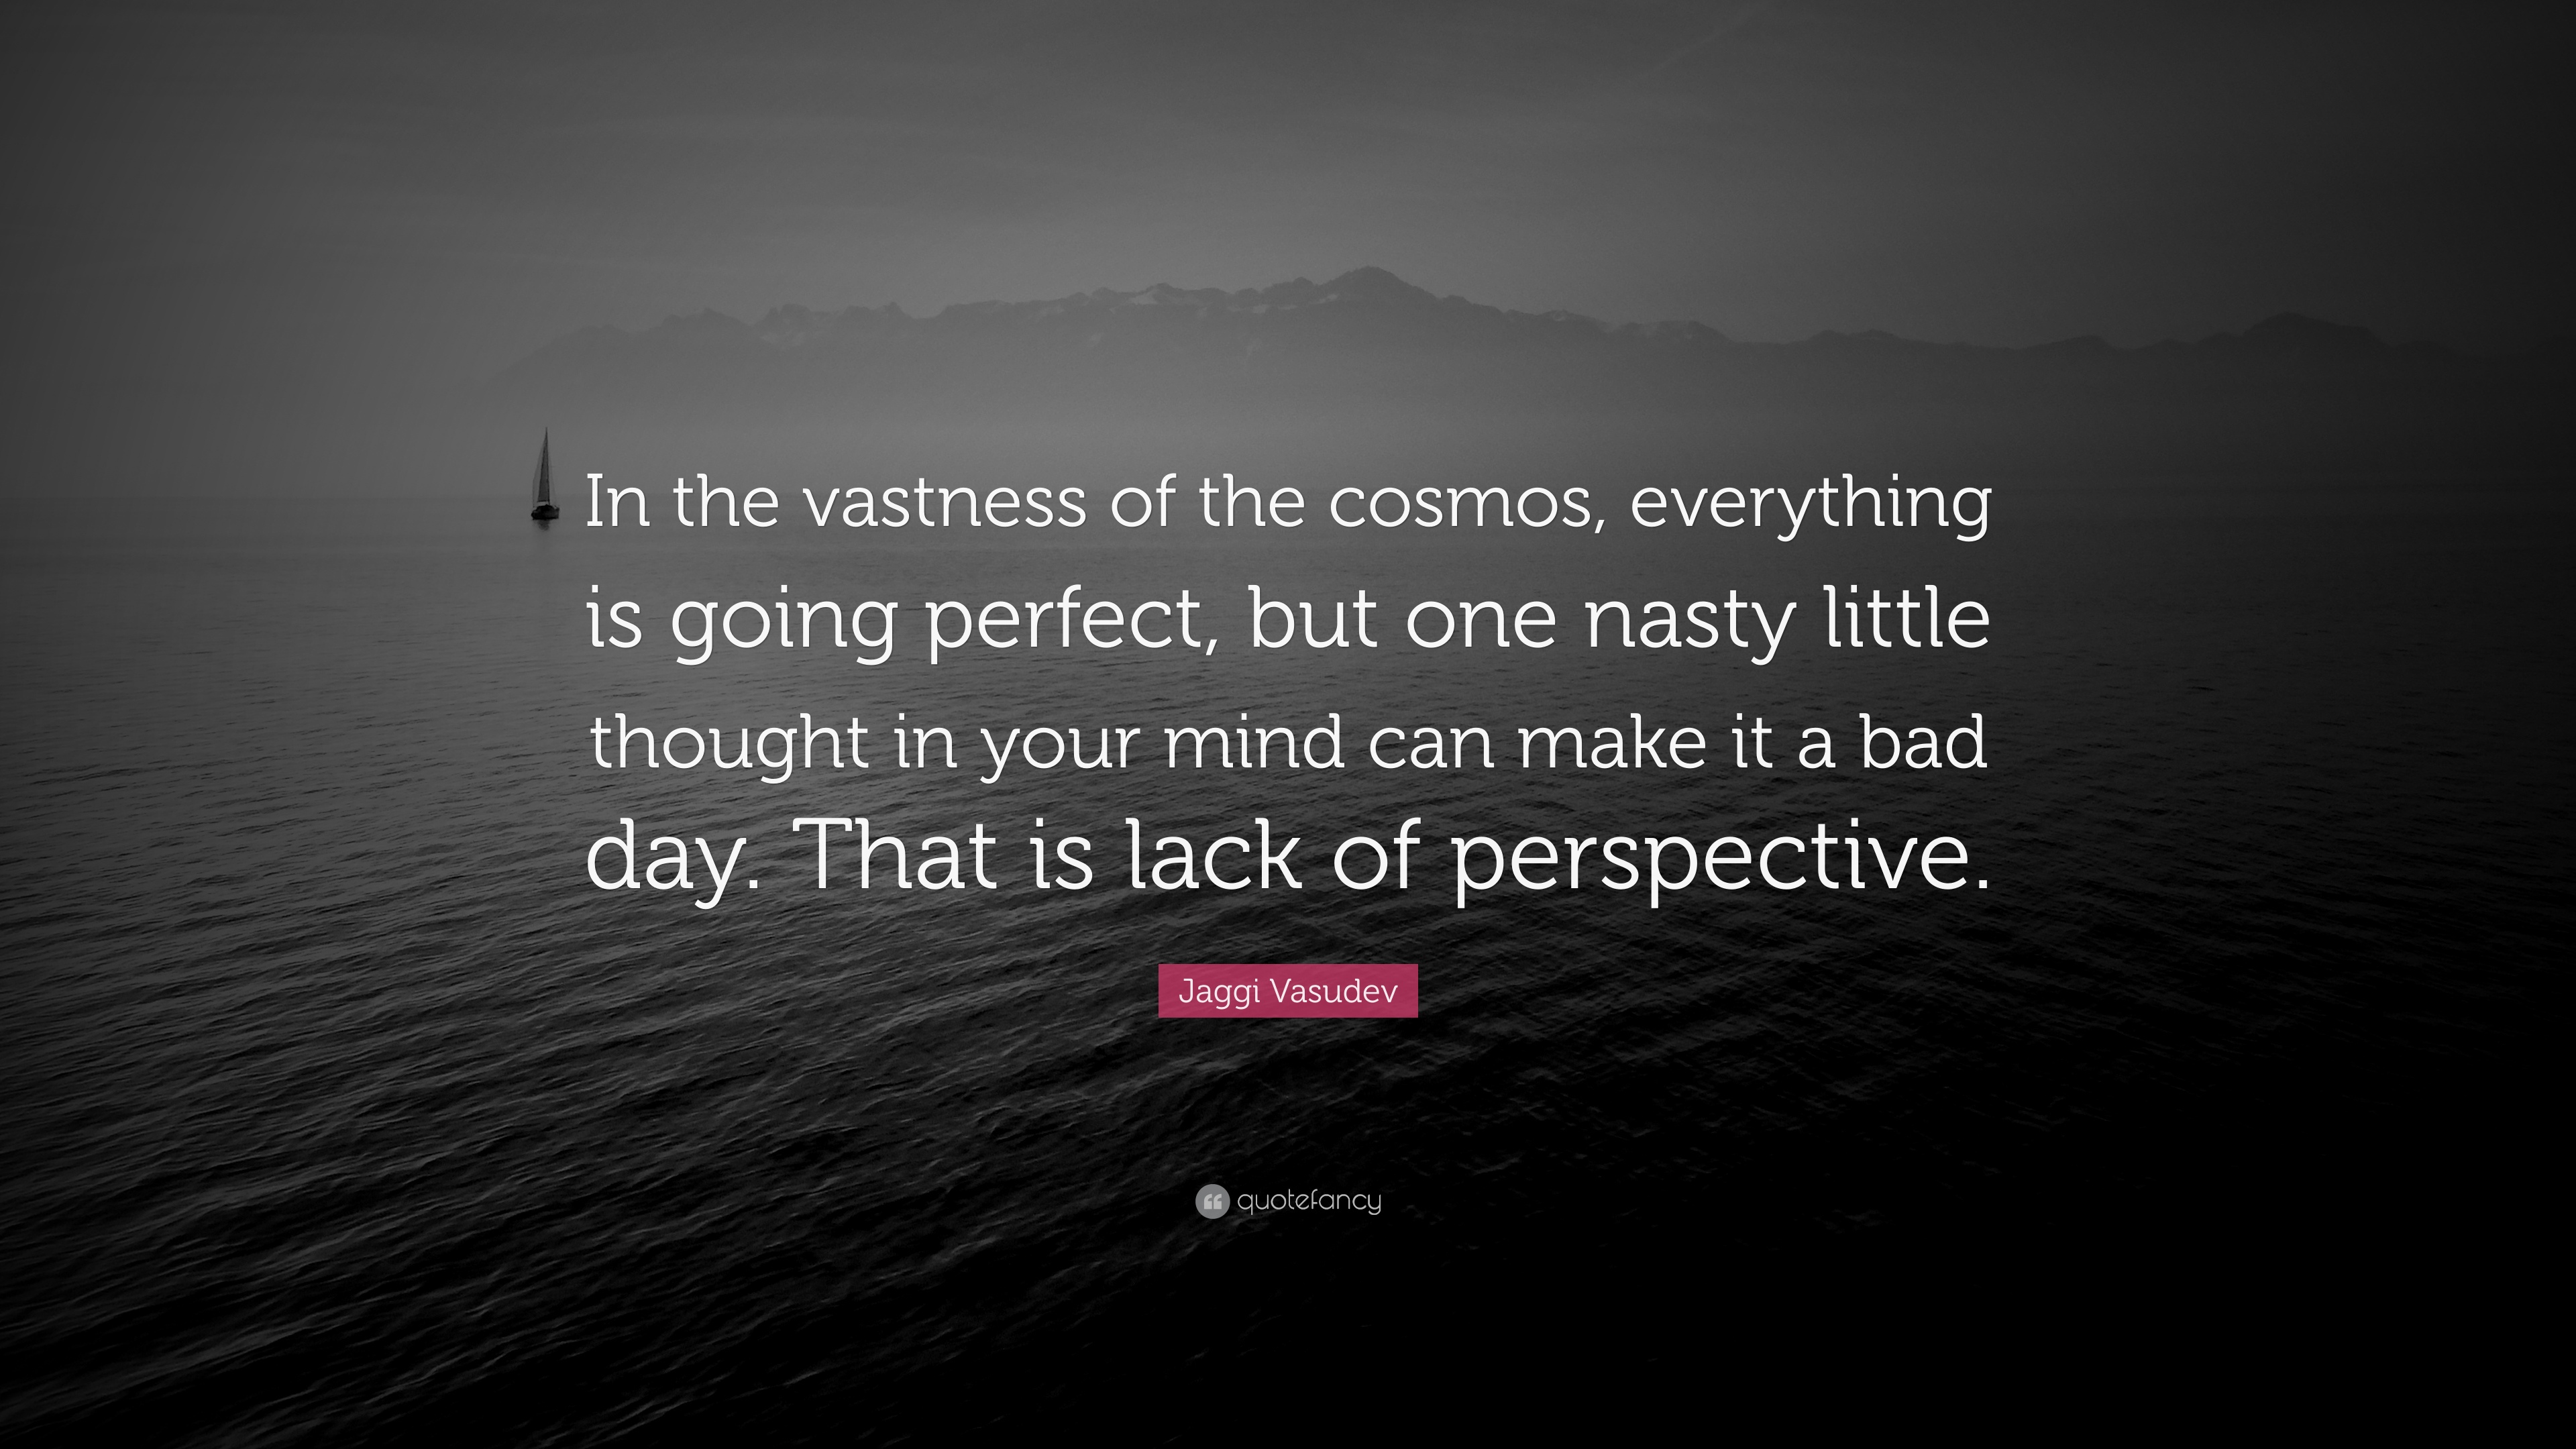 In the vastness of the cosmos, everything
is going perfect, but one nasty little
thought in your mind can make it a bad
day. That is lack of perspective.
Jaggi Vasudev
quotefancy